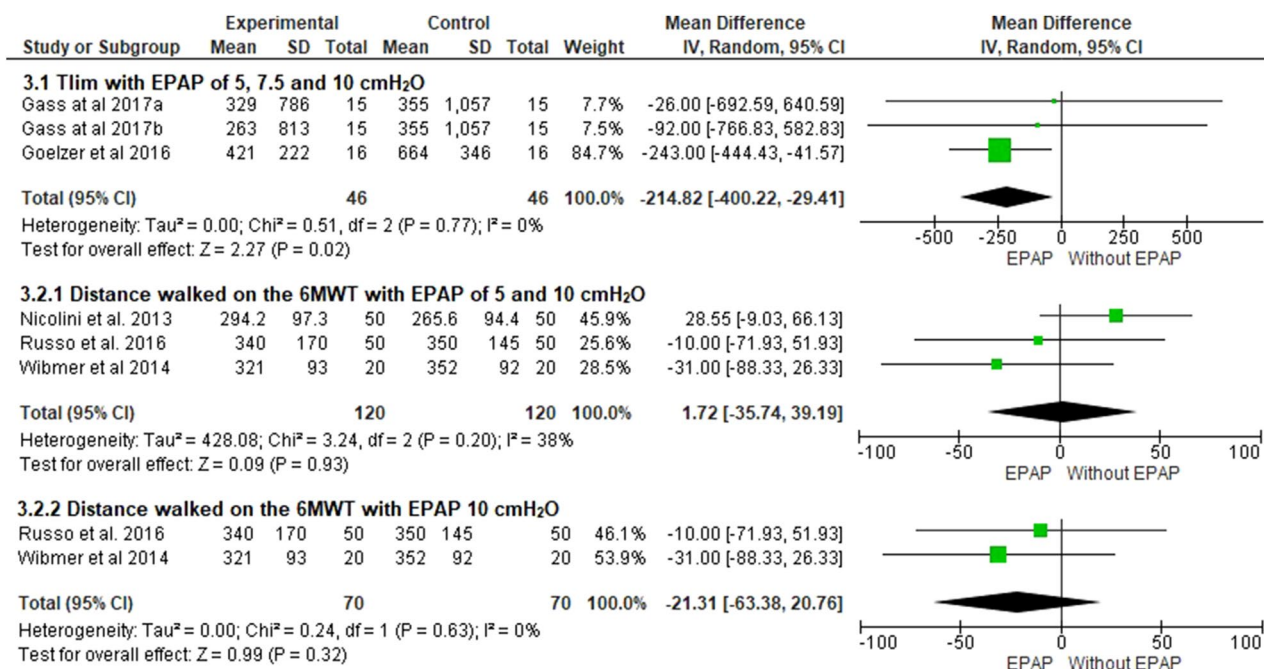 Experimental Control Mean Difference Mean Difference
Study or Subgroup Mean SD Total Mean SD Total Weight IV, Random, 95% CI IV, Random, 95% CI
3.1 Tlim with EPAP of 5, 7.5 and 10 cmH₂O
Gass at al 2017a 329 786 15 355 1,057 15 7.7% -26.00 [-692.59, 640.59]
Gass at al 2017b 263 813 15 355 1,057 15 7.5% -92.00 [-766.83, 582.83]
Goelzer et al 2016 421 222 16 664 346 16 84.7% -243.00 [-444.43, -41.57]
Total (95% CI) 46 46 100.0% -214.82 [-400.22, -29.41]
Heterogeneity: Tau² = 0.00; Chi² = 0.51, df = 2 (P = 0.77); I² = 0%
Test for overall effect: Z = 2.27 (P = 0.02)
-500 -250 0 250 500
EPAP Without EPAP
3.2.1 Distance walked on the 6MWT with EPAP of 5 and 10 cmH₂O
Nicolini et al. 2013 294.2 97.3 50 265.6 94.4 50 45.9% 28.55 [-9.03, 66.13]
Russo et al. 2016 340 170 50 350 145 50 25.6% -10.00 [-71.93, 51.93]
Wibmer et al 2014 321 93 20 352 92 20 28.5% -31.00 [-88.33, 26.33]
Total (95% CI) 120 120 100.0% 1.72 [-35.74, 39.19]
Heterogeneity: Tau² = 428.08; Chi² = 3.24, df = 2 (P = 0.20); I² = 38%
Test for overall effect: Z = 0.09 (P = 0.93)
-100 -50 0 50 100
EPAP Without EPAP
3.2.2 Distance walked on the 6MWT with EPAP 10 cmH₂O
Russo et al. 2016 340 170 50 350 145 50 46.1% -10.00 [-71.93, 51.93]
Wibmer et al 2014 321 93 20 352 92 20 53.9% -31.00 [-88.33, 26.33]
Total (95% CI) 70 70 100.0% -21.31 [-63.38, 20.76]
Heterogeneity: Tau² = 0.00; Chi² = 0.24, df = 1 (P = 0.63); I² = 0%
Test for overall effect: Z = 0.99 (P = 0.32)
-100 -50 0 50 100
EPAP Without EPAP